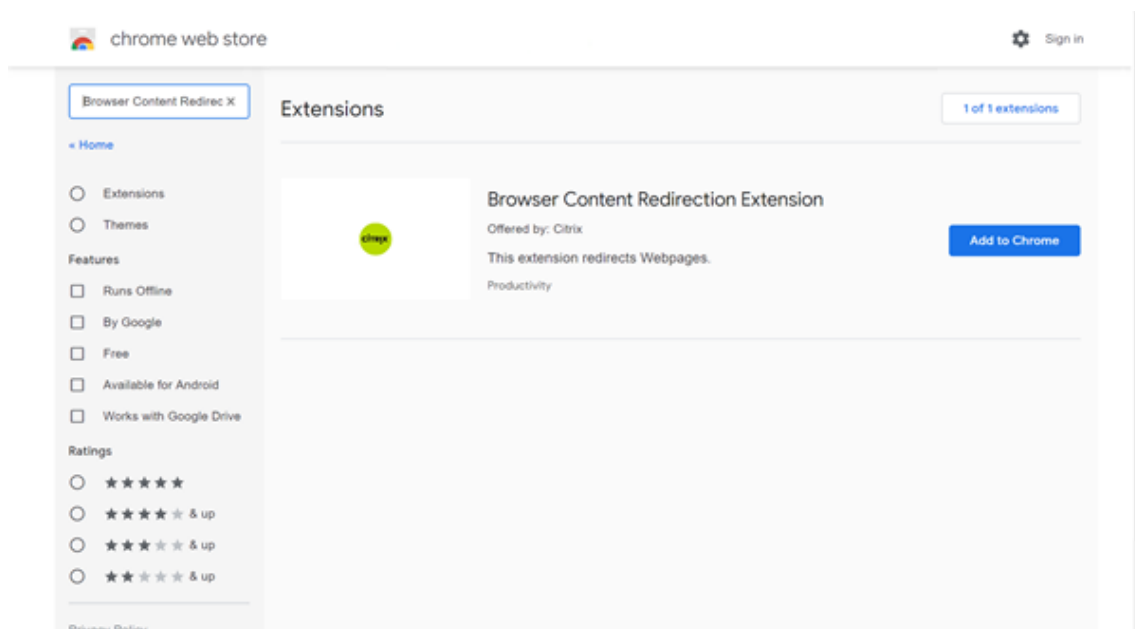 chrome web store
Sign in
Browser Content Redirec ×
Extensions
1 of 1 extensions
« Home
Extensions
Themes
Features
Runs Offline
By Google
Free
Available for Android
Works with Google Drive
Ratings
& up
& up
& up
citrix
Browser Content Redirection Extension
Offered by: Citrix
This extension redirects Webpages.
Productivity
Add to Chrome
Privacy Policy